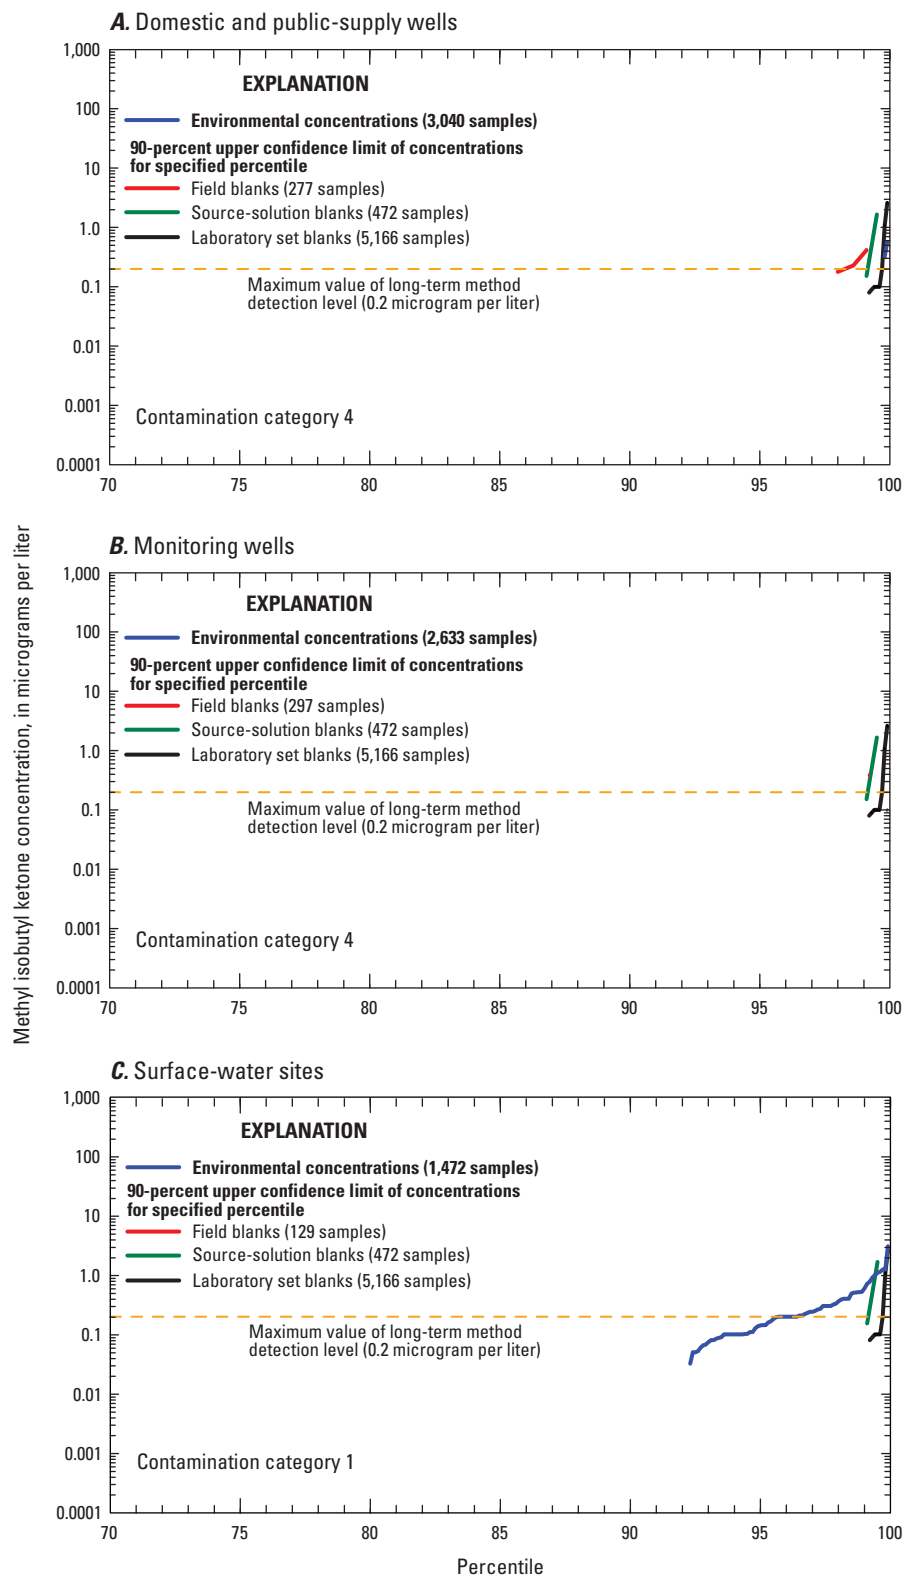 A. Domestic and public-supply wells
1,000
100
10
1.0
0.1
0.01
0.001
0.0001
EXPLANATION
Environmental concentrations (3,040 samples)
90-percent upper confidence limit of concentrations
for specified percentile
Field blanks (277 samples)
Source-solution blanks (472 samples)
Laboratory set blanks (5,166 samples)
Maximum value of long-term method
detection level (0.2 microgram per liter)
Contamination category 4
70 75 80 85 90 95 100
Methyl isobutyl ketone concentration, in micrograms per liter
B. Monitoring wells
1,000
100
10
1.0
0.1
0.01
0.001
0.0001
EXPLANATION
Environmental concentrations (2,633 samples)
90-percent upper confidence limit of concentrations
for specified percentile
Field blanks (297 samples)
Source-solution blanks (472 samples)
Laboratory set blanks (5,166 samples)
Maximum value of long-term method
detection level (0.2 microgram per liter)
Contamination category 4
70 75 80 85 90 95 100
C. Surface-water sites
1,000
100
10
1.0
0.1
0.01
0.001
0.0001
EXPLANATION
Environmental concentrations (1,472 samples)
90-percent upper confidence limit of concentrations
for specified percentile
Field blanks (129 samples)
Source-solution blanks (472 samples)
Laboratory set blanks (5,166 samples)
Maximum value of long-term method
detection level (0.2 microgram per liter)
Contamination category 1
70 75 80 85 90 95 100
Percentile